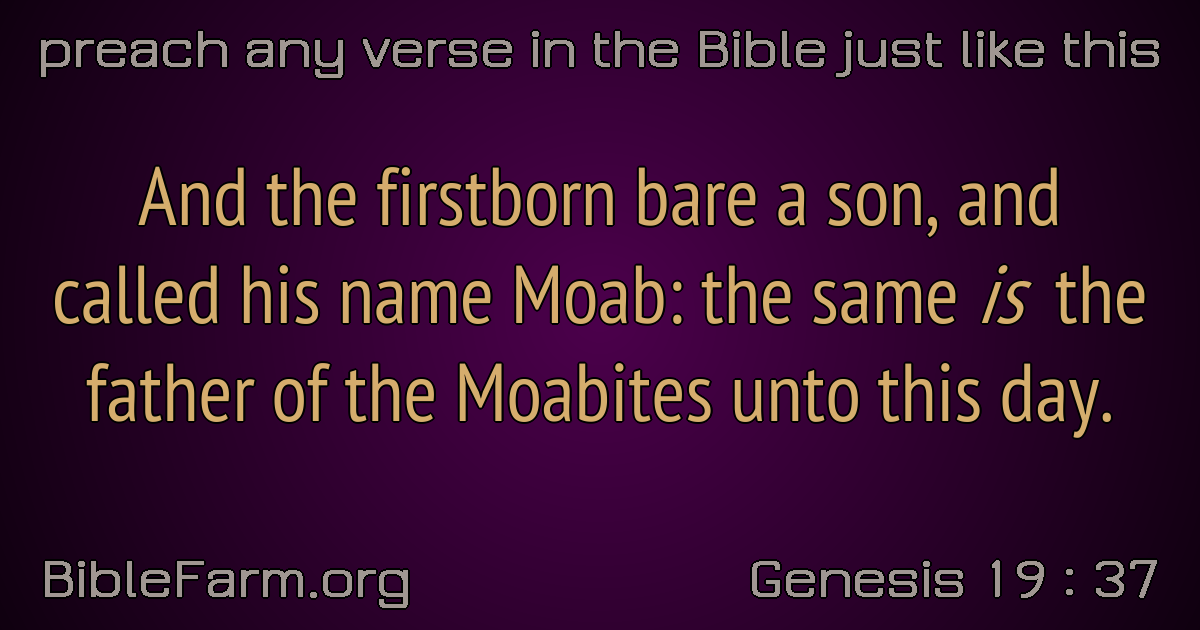 preach any verse in the Bible just like this
And the firstborn bare a son, and
called his name Moab: the same is the
father of the Moabites unto this day.
BibleFarm.org
Genesis 19 : 37